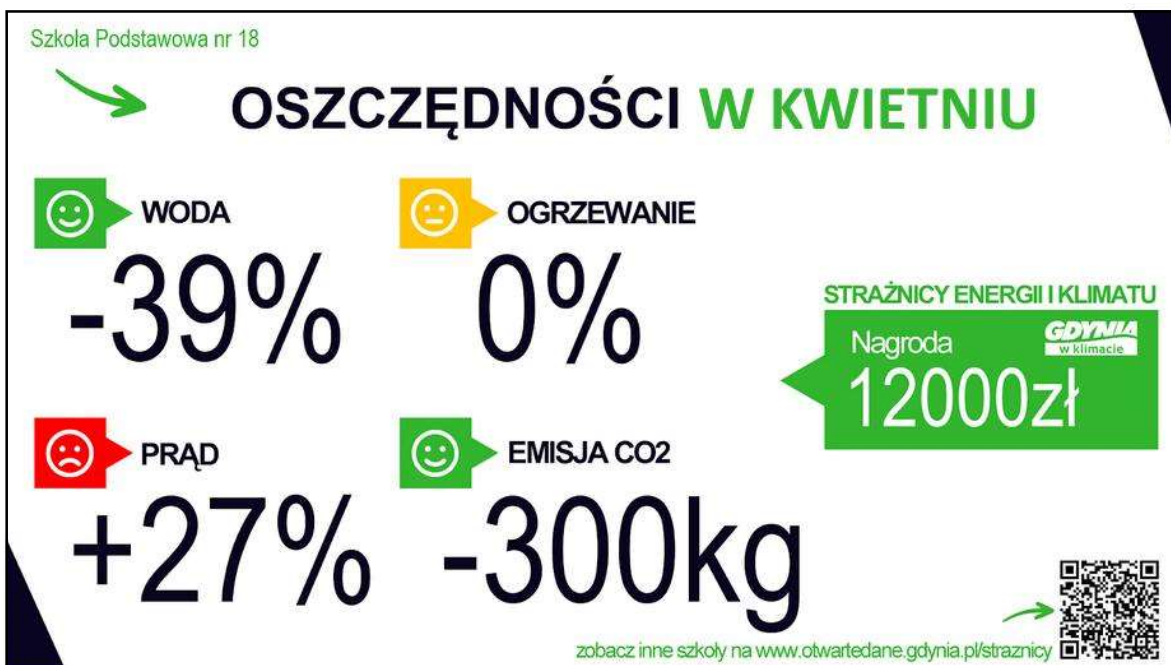 Szkoła Podstawowa nr 18
OSZCZĘDNOŚCI W KWIETNIU
WODA
-39%
OGRZEWANIE
0%
STRAŻNICY ENERGII I KLIMATU
Nagroda
GDYNIA
w klimacie
12000zł
PRĄD
+27%
EMISJA CO2
-300kg
zobacz inne szkoły na www.otwartedane.gdynia.pl/straznicy